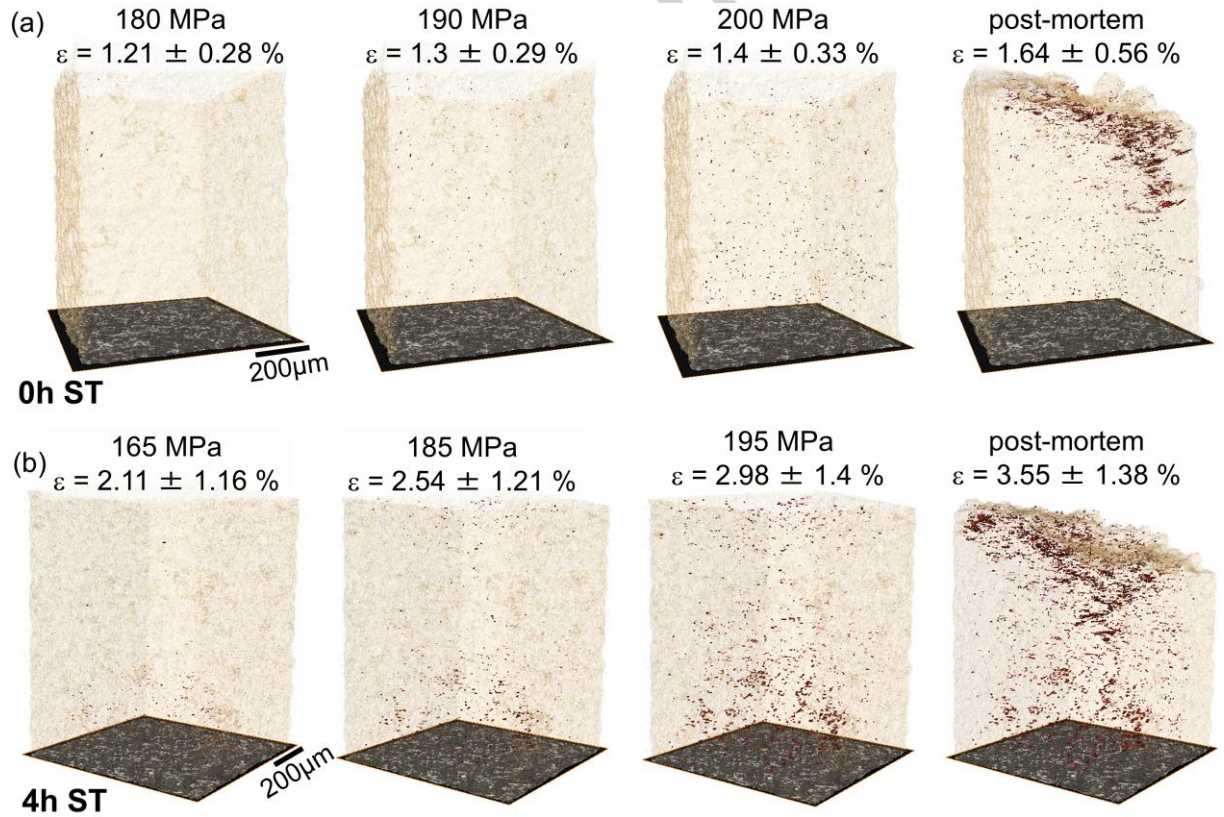 (a)
180 MPa
ε = 1.21 ± 0.28 %
190 MPa
ε = 1.3 ± 0.29 %
200 MPa
ε = 1.4 ± 0.33 %
post-mortem
ε = 1.64 ± 0.56 %
200µm
0h ST
(b)
165 MPa
ε = 2.11 ± 1.16 %
185 MPa
ε = 2.54 ± 1.21 %
195 MPa
ε = 2.98 ± 1.4 %
post-mortem
ε = 3.55 ± 1.38 %
200µm
4h ST